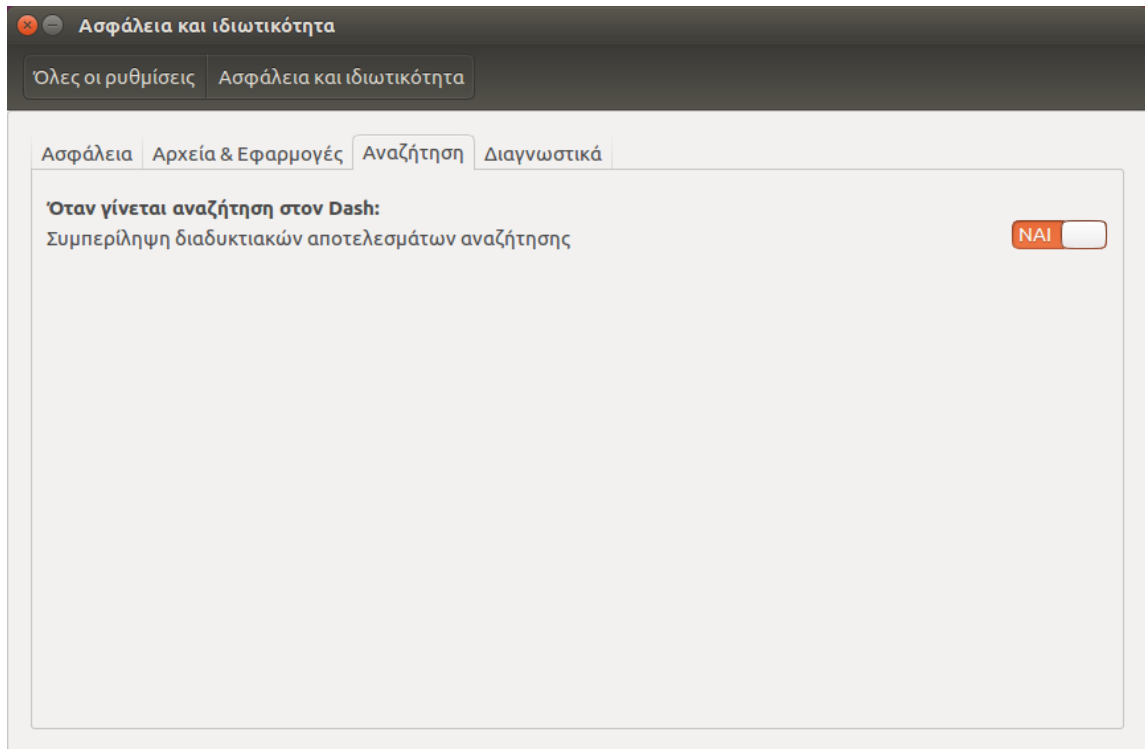 Ασφάλεια και ιδιωτικότητα
Όλες οι ρυθμίσεις Ασφάλεια και ιδιωτικότητα
Ασφάλεια Αρχεία & Εφαρμογές Αναζήτηση Διαγνωστικά
Όταν γίνεται αναζήτηση στον Dash:
Συμπερίληψη διαδυκτιακών αποτελεσμάτων αναζήτησης ΝΑΙ